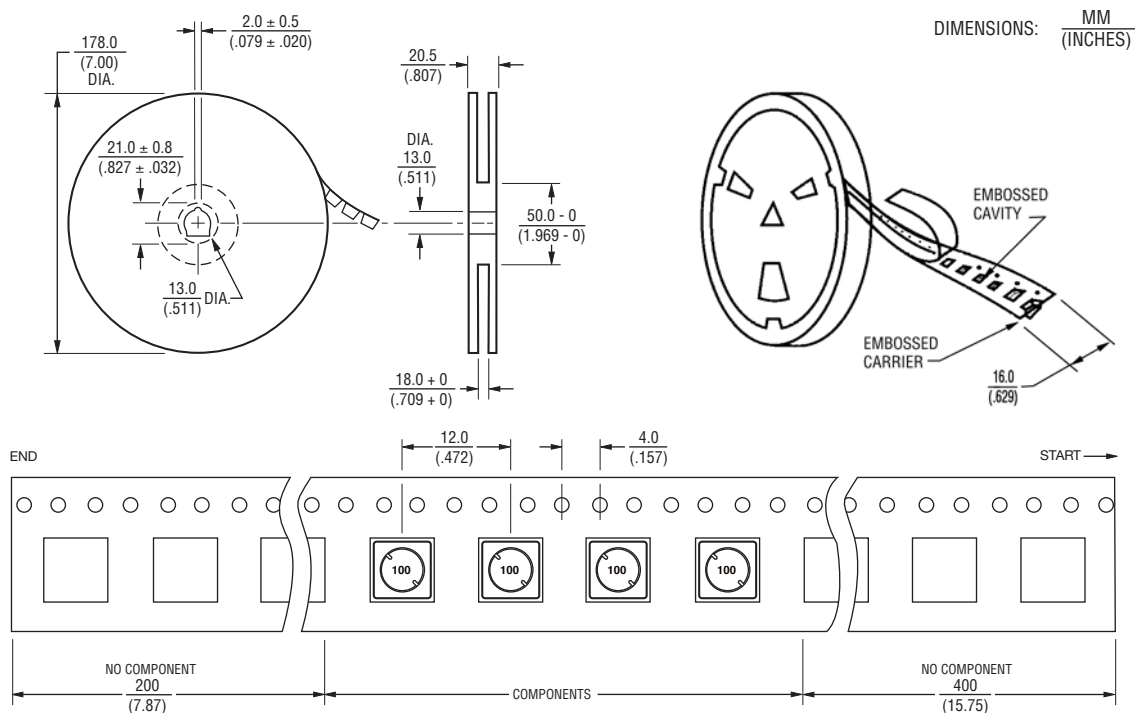 DIMENSIONS: MM
(INCHES)
2.0 ± 0.5
(.079 ± .020)
178.0
(7.00)
DIA.
20.5
(.807)
21.0 ± 0.8
(.827 ± .032)
DIA.
13.0
(.511)
50.0 - 0
(1.969 - 0)
13.0
(.511)
DIA.
18.0 + 0
(.709 + 0)
EMBOSSED
CAVITY
EMBOSSED
CARRIER
16.0
(.629)
12.0
(.472)
4.0
(.157)
END
START
100
100
100
100
NO COMPONENT
200
(7.87)
COMPONENTS
NO COMPONENT
400
(15.75)